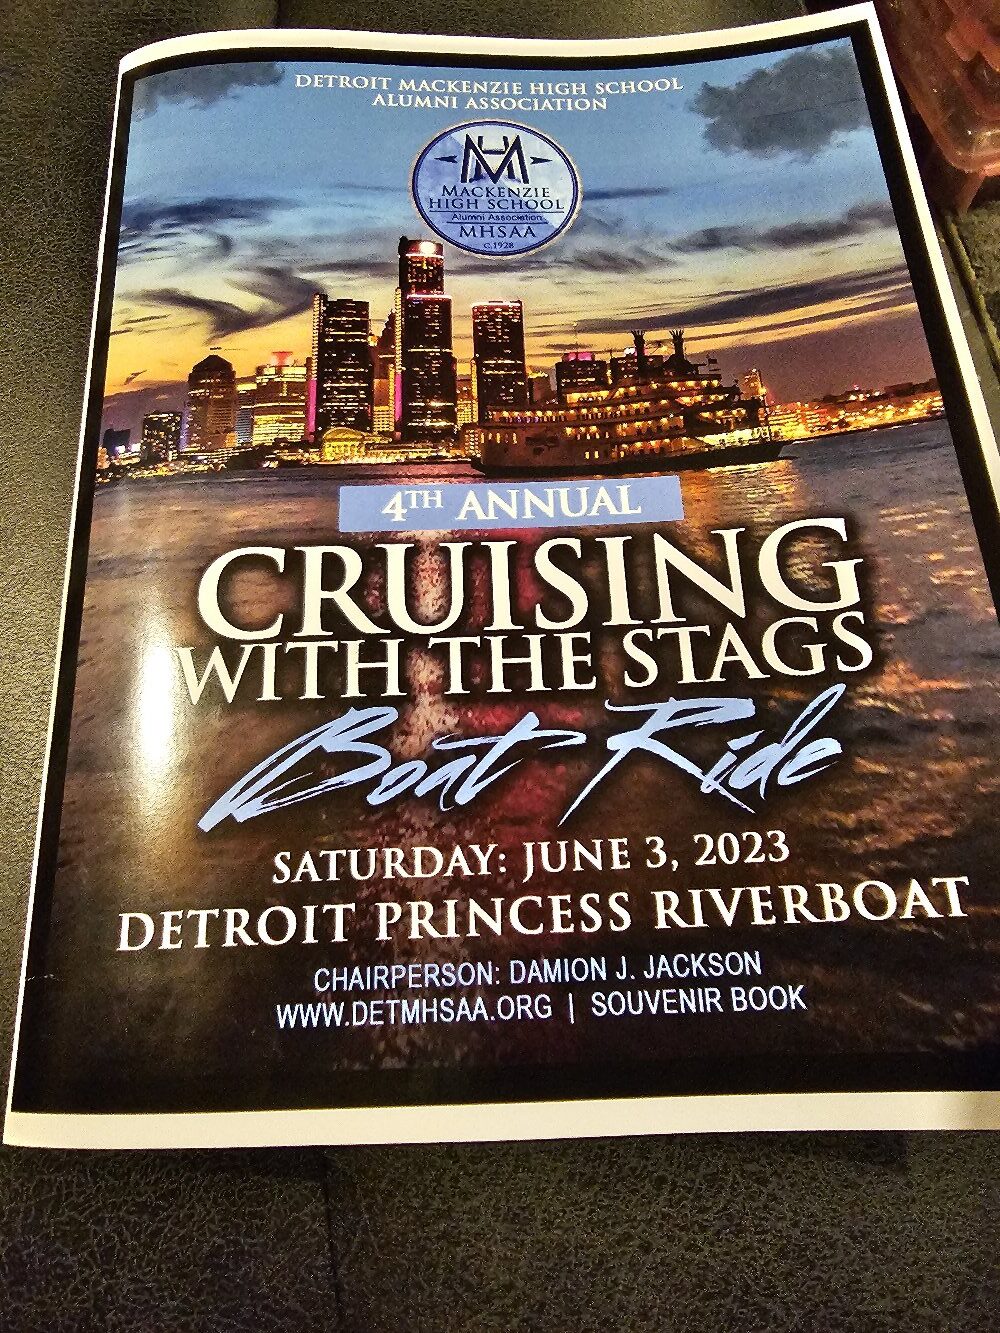 DETROIT MACKENZIE HIGH SCHOOL
ALUMNI ASSOCIATION
MH
MACKENZIE
HIGH SCHOOL
Alumni Association
MHSAA
c.1928
4TH ANNUAL
CRUISING
WITH THE STAGS
Boat Ride
SATURDAY: JUNE 3, 2023
DETROIT PRINCESS RIVERBOAT
CHAIRPERSON: DAMION J. JACKSON
WWW.DETMHSAA.ORG | SOUVENIR BOOK